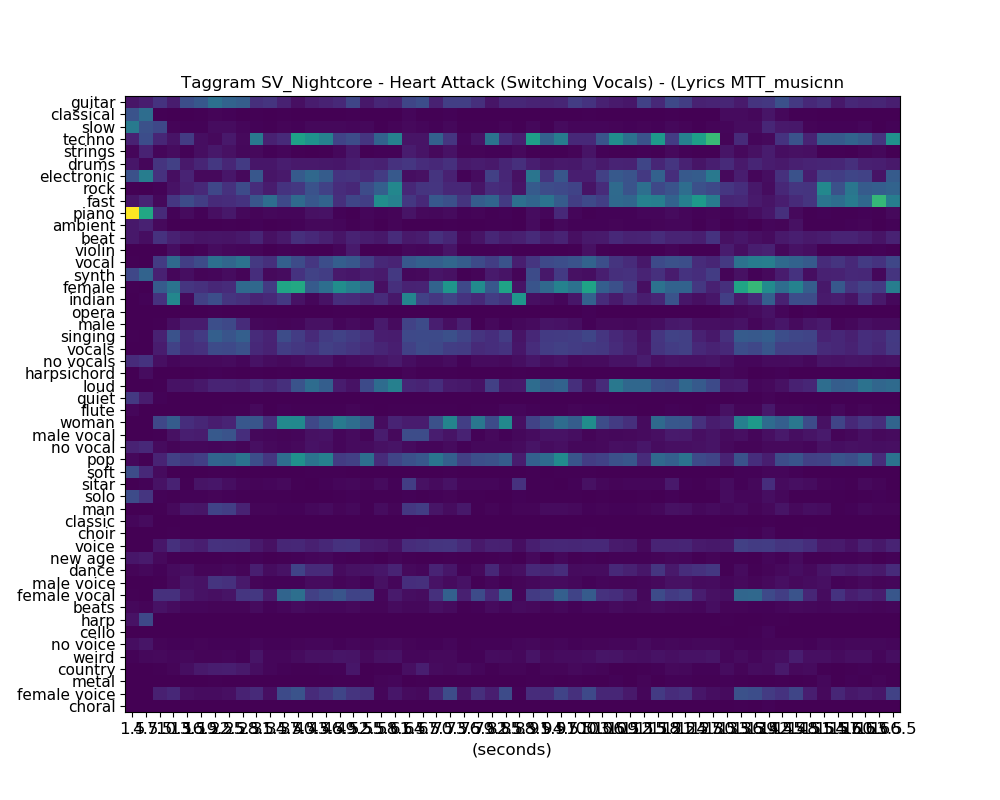 Taggram SV_Nightcore - Heart Attack (Switching Vocals) - (Lyrics MTT_musicnn
guitar
classical
slow
techno
strings
drums
electronic
rock
fast
piano
ambient
beat
violin
vocal
synth
female
indian
opera
male
singing
vocals
no vocals
harpsichord
loud
quiet
flute
woman
male vocal
no vocal
pop
soft
sitar
solo
man
classic
choir
voice
new age
dance
male voice
female vocal
beats
harp
cello
no voice
weird
country
metal
female voice
choral
(seconds)